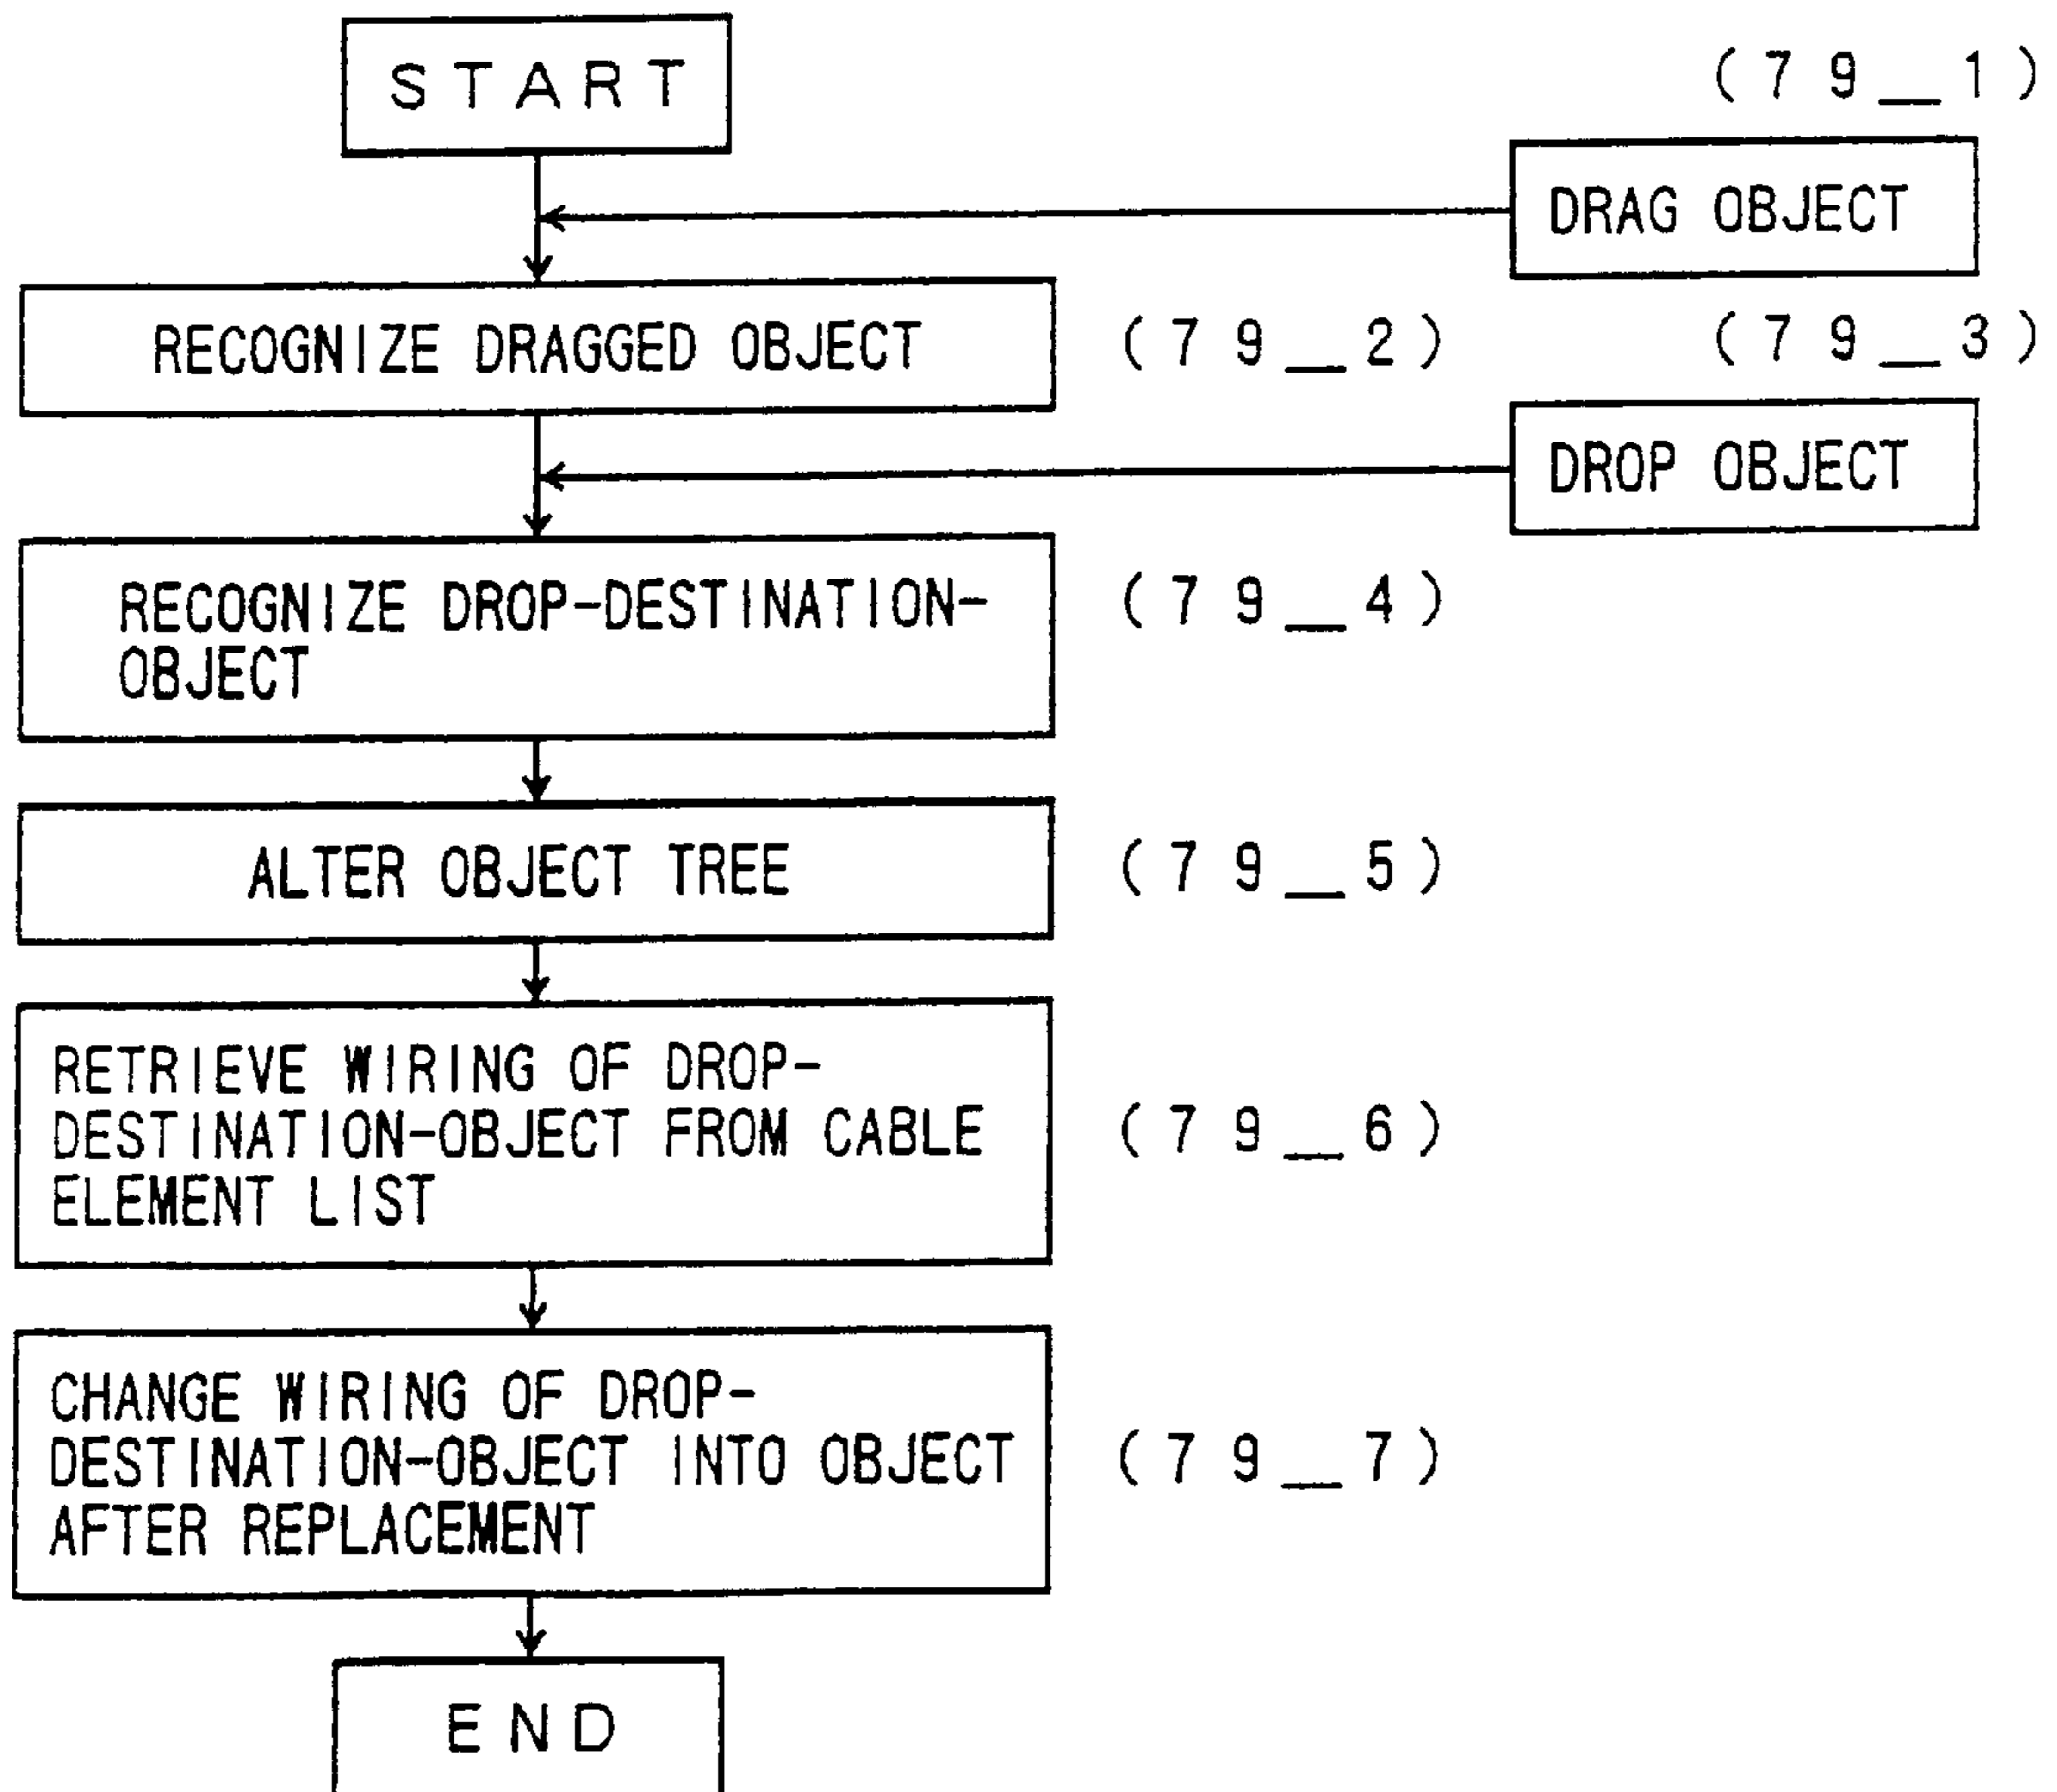 START
(79_1)
DRAG OBJECT
RECOGNIZE DRAGGED OBJECT
(79_2)
(79_3)
DROP OBJECT
RECOGNIZE DROP-DESTINATION-
OBJECT
(79_4)
ALTER OBJECT TREE
(79_5)
RETRIEVE WIRING OF DROP-
DESTINATION-OBJECT FROM CABLE
ELEMENT LIST
(79_6)
CHANGE WIRING OF DROP-
DESTINATION-OBJECT INTO OBJECT
AFTER REPLACEMENT
(79_7)
END